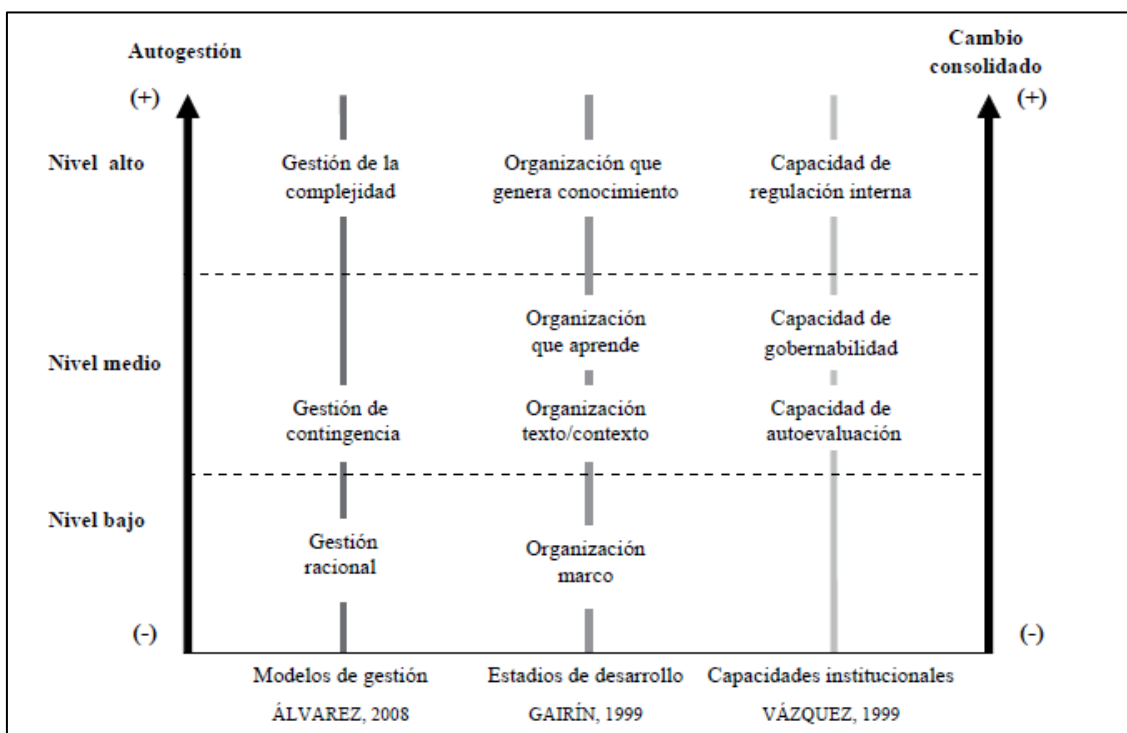 Autogestión
Cambio
consolidado
(+)
(+)
Nivel alto
Gestión de la
complejidad
Organización que
genera conocimiento
Capacidad de
regulación interna
Nivel medio
Organización
que aprende
Capacidad de
gobernabilidad
Gestión de
contingencia
Organización
texto/contexto
Capacidad de
autoevaluación
Nivel bajo
Gestión
racional
Organización
marco
(-)
(-)
Modelos de gestión
Estadios de desarrollo
Capacidades institucionales
ÁLVAREZ, 2008
GAIRÍN, 1999
VÁZQUEZ, 1999